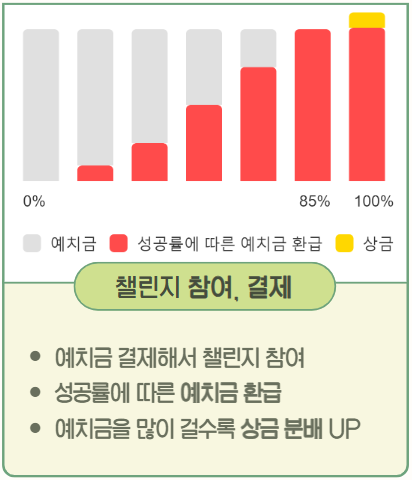 0% 85% 100%
예치금 성공률에 따른 예치금 환급 상금
챌린지 참여, 결제
• 예치금 결제해서 챌린지 참여
• 성공률에 따른 예치금 환급
• 예치금을 많이 걸수록 상금 분배 UP